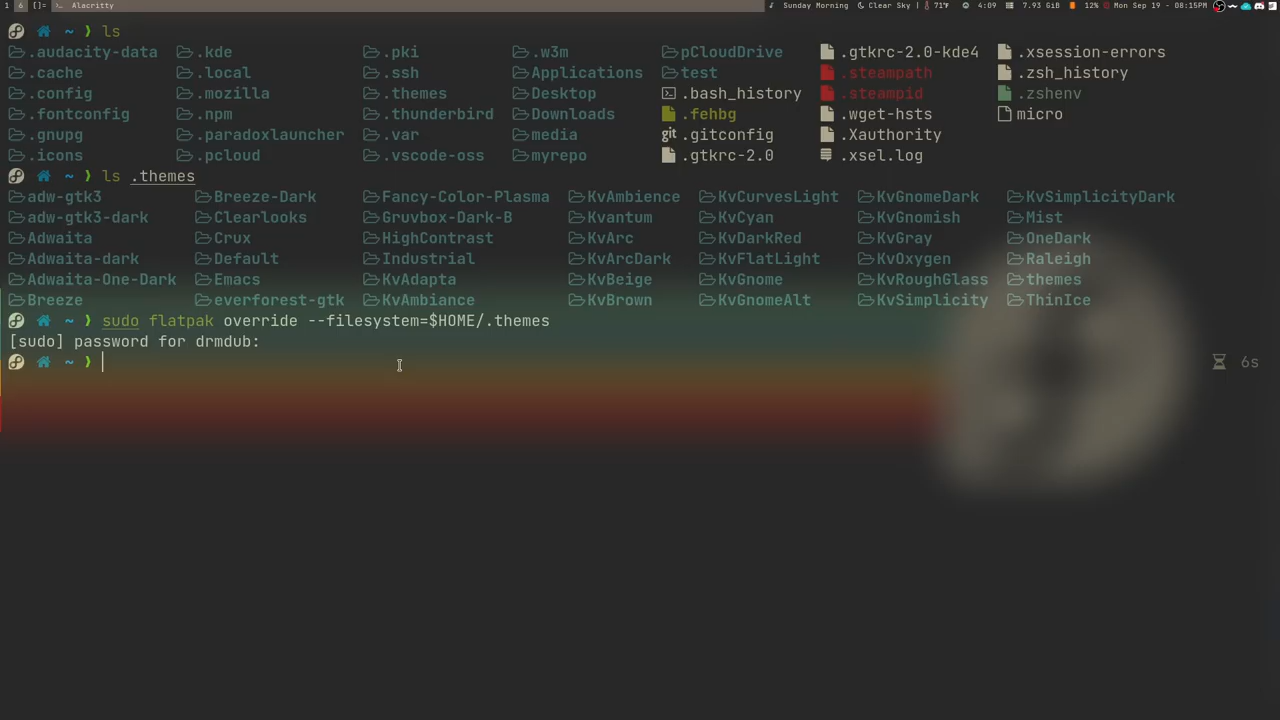 1 6 []= Alacritty Sunday Morning Clear Sky | 71°F 4:09 7.93 GiB 12% Mon Sep 19 - 08:15PM
~ ❯ ls
.audacity-data .kde .pki .w3m pCloudDrive .gtkrc-2.0-kde4 .xsession-errors
.cache .local .ssh Applications test .steampath .zsh_history
.config .mozilla .themes Desktop .bash_history .steampid .zshenv
.fontconfig .npm .thunderbird Downloads .fehbg .wget-hsts micro
.gnupg .paradoxlauncher .var media .gitconfig .Xauthority
.icons .pcloud .vscode-oss myrepo .gtkrc-2.0 .xsel.log
~ ❯ ls .themes
adw-gtk3 Breeze-Dark Fancy-Color-Plasma KvAmbience KvCurvesLight KvGnomeDark KvSimplicityDark
adw-gtk3-dark Clearlooks Gruvbox-Dark-B Kvantum KvCyan KvGnomish Mist
Adwaita Crux HighContrast KvArc KvDarkRed KvGray OneDark
Adwaita-dark Default Industrial KvArcDark KvFlatLight KvOxygen Raleigh
Adwaita-One-Dark Emacs KvAdapta KvBeige KvGnome KvRoughGlass themes
Breeze everforest-gtk KvAmbiance KvBrown KvGnomeAlt KvSimplicity ThinIce
~ ❯ sudo flatpak override --filesystem=$HOME/.themes
[sudo] password for drmdub:
~ ❯ 6s